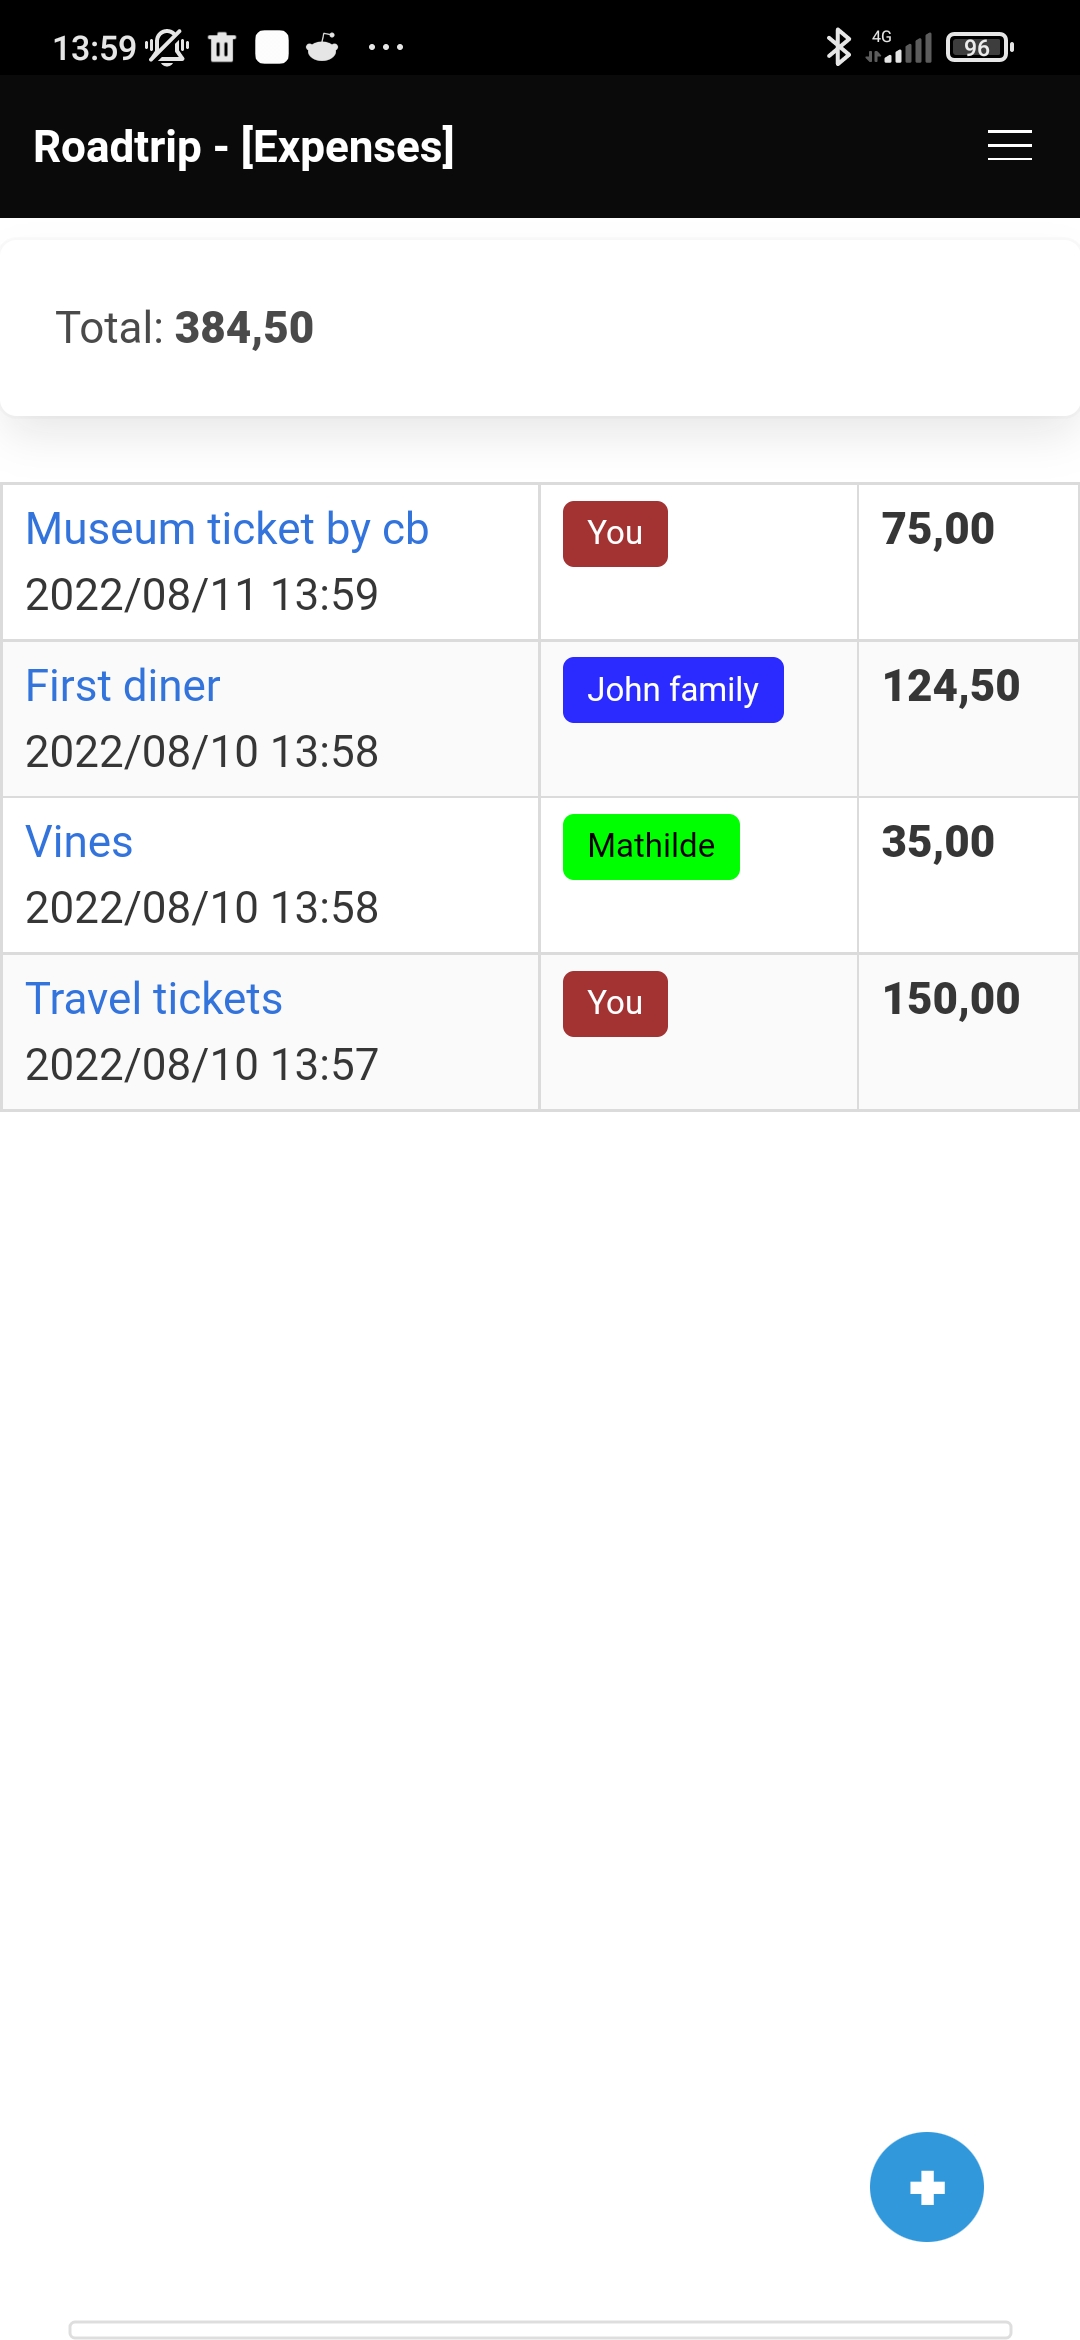 13:59 4G 96
Roadtrip - [Expenses]
Total: 384,50
Museum ticket by cb You 75,00
2022/08/11 13:59
First diner John family 124,50
2022/08/10 13:58
Vines Mathilde 35,00
2022/08/10 13:58
Travel tickets You 150,00
2022/08/10 13:57